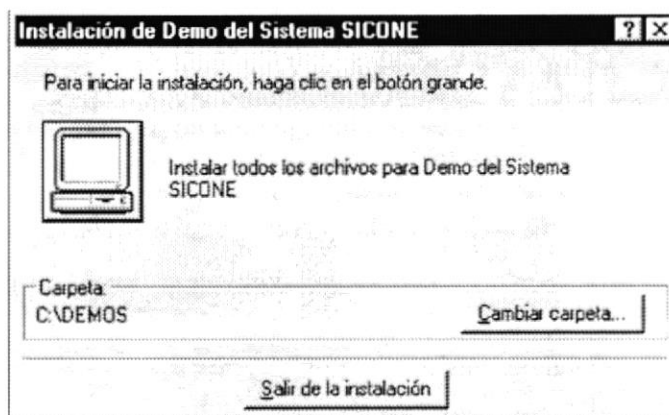 Instalación de Demo del Sistema SICONE
Para iniciar la instalación, haga clic en el botón grande.
Instalar todos los archivos para Demo del Sistema
SICONE
Carpeta:
C:\DEMOS
Cambiar carpeta...
Salir de la instalación